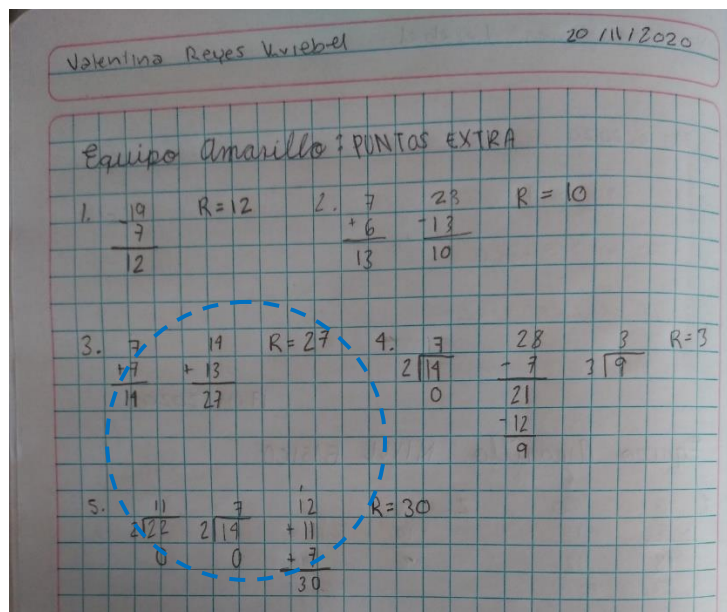 Valentina Reyes Kuriebel 20/11/2020
Equipo Amarillo: PUNTOS EXTRA
1. 19 R=12 2. 7 23 R = 10
- 7 + 6 - 13
12 13 10
3. 7 14 R=27 4. 7 28 3 R=3
+7 + 13 2 14 - 7 3 9
14 27 0 21
- 12
9
5. 11 7 12 R=30
2 22 2 14 + 11
0 0 + 7
30